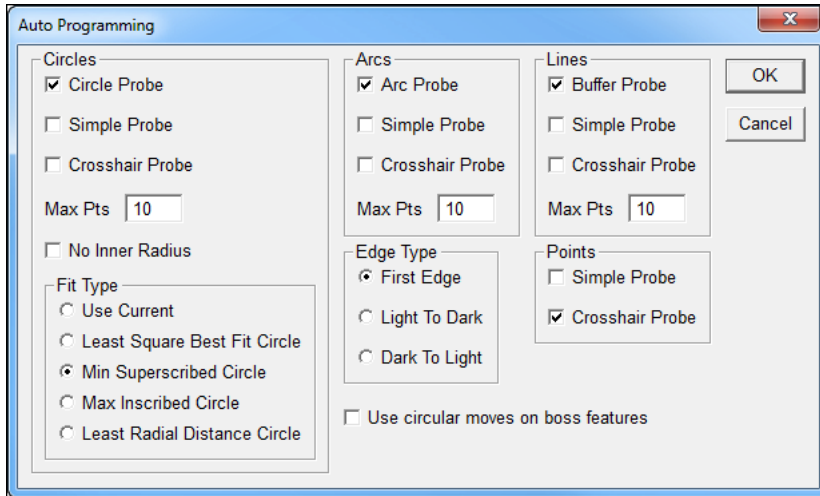 Auto Programming
Circles
Circle Probe
Simple Probe
Crosshair Probe
Max Pts 10
No Inner Radius
Fit Type
Use Current
Least Square Best Fit Circle
Min Superscribed Circle
Max Inscribed Circle
Least Radial Distance Circle
Arcs
Arc Probe
Simple Probe
Crosshair Probe
Max Pts 10
Edge Type
First Edge
Light To Dark
Dark To Light
Lines
Buffer Probe
Simple Probe
Crosshair Probe
Max Pts 10
Points
Simple Probe
Crosshair Probe
Use circular moves on boss features
OK
Cancel